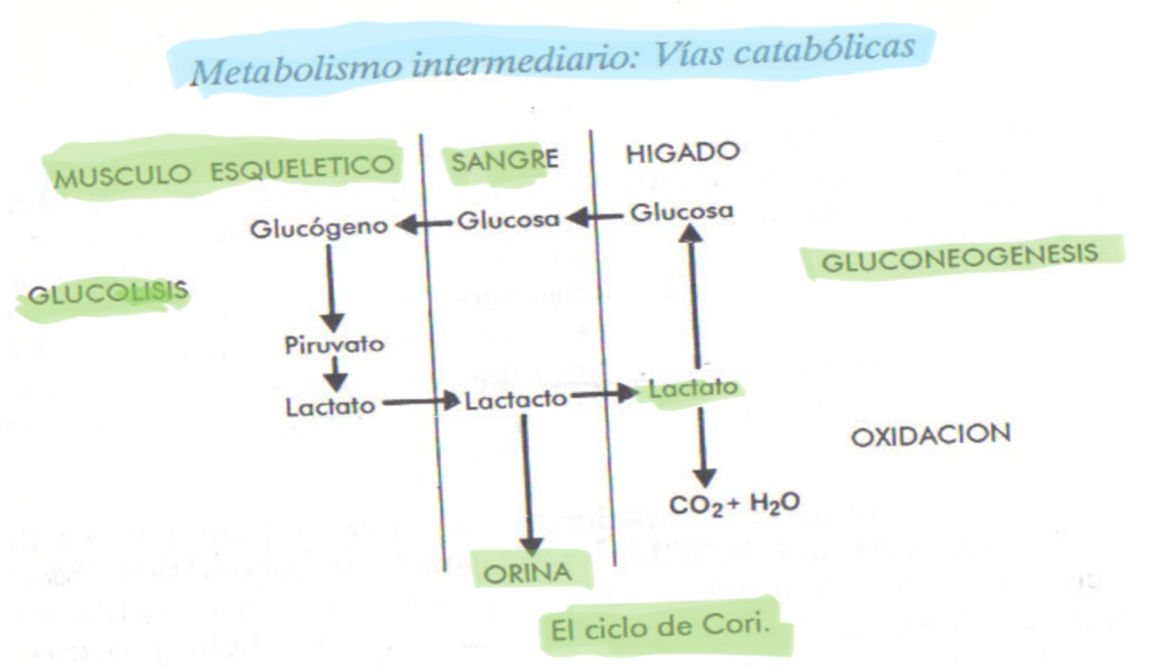 Metabolismo intermediario: Vías catabólicas
MUSCULO ESQUELETICO SANGRE HIGADO
Glucógeno Glucosa Glucosa
GLUCONEOGENESIS
GLUCOLISIS
Piruvato
Lactato Lactacto Lactato
OXIDACION
CO₂+ H₂O
ORINA
El ciclo de Cori.